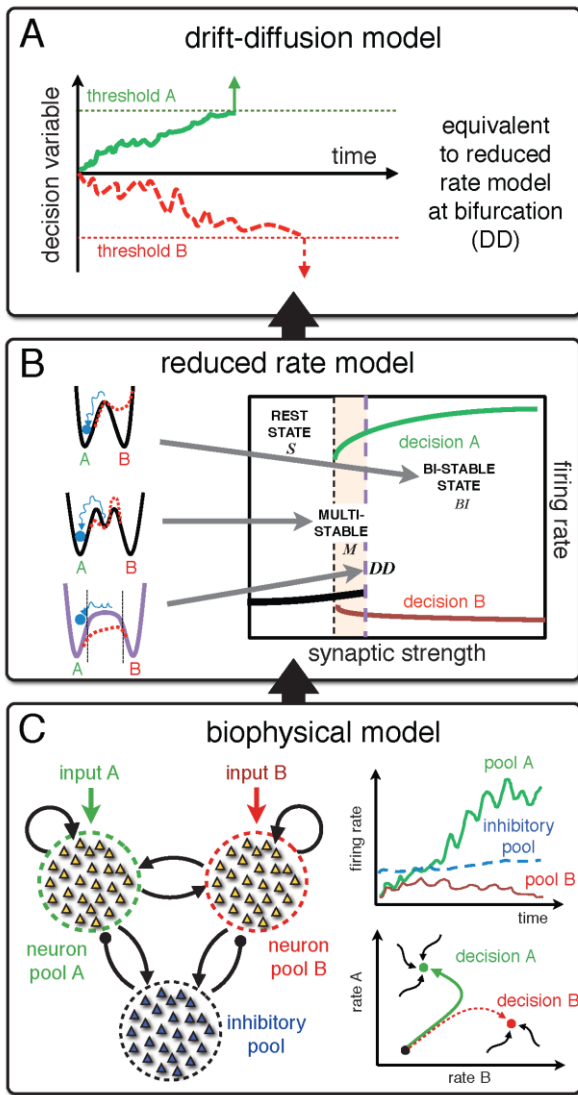 A
drift-diffusion model
decision variable
threshold A
time
threshold B
equivalent
to reduced
rate model
at bifurcation
(DD)
B
reduced rate model
A
B
A
B
A
B
REST
STATE
S
decision A
BI-STABLE
STATE
BI
MULTI-
STABLE
M
DD
decision B
firing rate
synaptic strength
C
biophysical model
input A
input B
neuron
pool A
neuron
pool B
inhibitory
pool
firing rate
pool A
inhibitory
pool
pool B
time
rate A
decision A
decision B
rate B